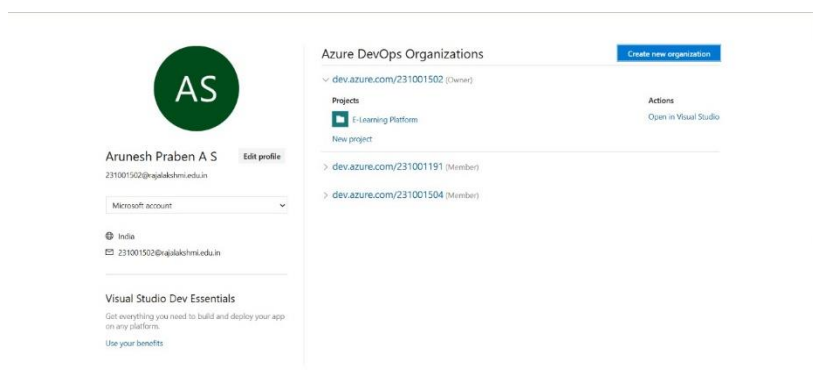 AS
Arunesh Praben A S
Edit profile
231001502@rajalakshmi.edu.in
Microsoft account
India
231001502@rajalakshmi.edu.in
Visual Studio Dev Essentials
Get everything you need to build and deploy your app
on any platform.
Use your benefits
Azure DevOps Organizations
Create new organization
dev.azure.com/231001502 (Owner)
Projects
Actions
E-Learning Platform
Open in Visual Studio
New project
dev.azure.com/231001191 (Member)
dev.azure.com/231001504 (Member)